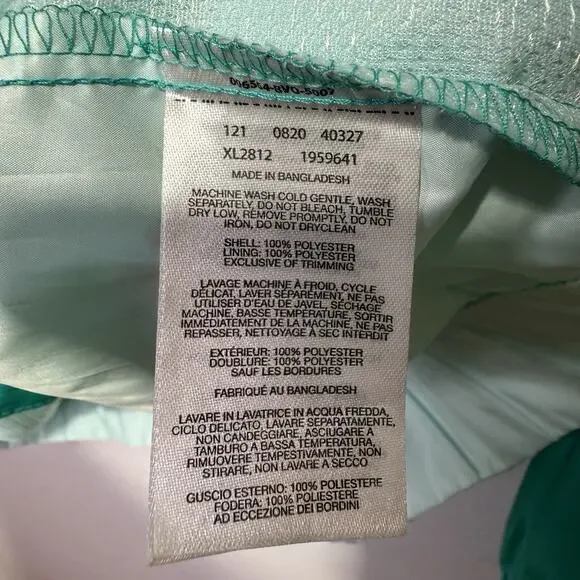 121 0820 40327
XL2812 1959641
MADE IN BANGLADESH
MACHINE WASH COLD GENTLE, WASH
SEPARATELY, DO NOT BLEACH, TUMBLE
DRY LOW, REMOVE PROMPTLY, DO NOT
IRON, DO NOT DRYCLEAN
SHELL: 100% POLYESTER
LINING: 100% POLYESTER
EXCLUSIVE OF TRIMMING
LAVAGE MACHINE À FROID, CYCLE
DÉLICAT, LAVER SÉPAREMENT, NE PAS
UTILISER D'EAU DE JAVEL, SÉCHAGE
MACHINE, BASSE TEMPÉRATURE, SORTIR
IMMÉDIATEMENT DE LA MACHINE, NE PAS
REPASSER, NETTOYAGE À SEC INTERDIT
EXTÉRIEUR: 100% POLYESTER
DOUBLURE: 100% POLYESTER
SAUF LES BORDURES
FABRIQUÉ AU BANGLADESH
LAVARE IN LAVATRICE IN ACQUA FREDDA,
CICLO DELICATO, LAVARE SEPARATAMENTE,
NON CANDEGGIARE, ASCIUGARE A
TAMBURO A BASSA TEMPERATURA,
RIMUOVERE TEMPESTIVAMENTE, NON
STIRARE, NON LAVARE A SECCO
GUSCIO ESTERNO: 100% POLIESTERE
FODERA: 100% POLIESTERE
AD ECCEZIONE DEI BORDINI